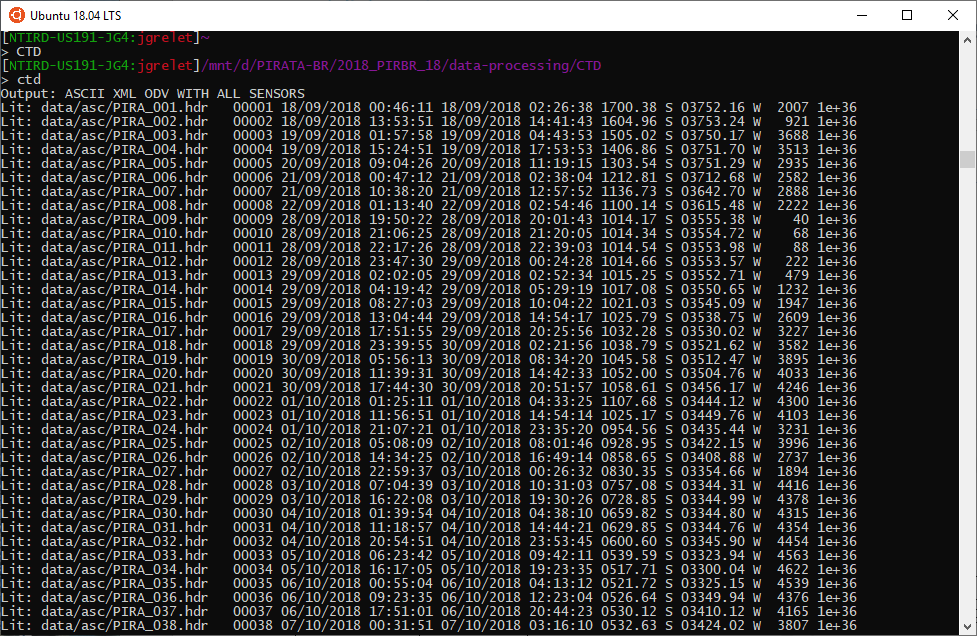 Ubuntu 18.04 LTS
[NTIRD-US191-JG4:jgrelet]~
> CTD
[NTIRD-US191-JG4:jgrelet]/mnt/d/PIRATA-BR/2018_PIRBR_18/data-processing/CTD
> ctd
Output: ASCII XML ODV WITH ALL SENSORS
Lit: data/asc/PIRA_001.hdr   00001 18/09/2018 00:46:11 18/09/2018 02:26:38 1700.38 S 03752.16 W  2007 1e+36
Lit: data/asc/PIRA_002.hdr   00002 18/09/2018 13:53:51 18/09/2018 14:41:43 1604.96 S 03753.24 W   921 1e+36
Lit: data/asc/PIRA_003.hdr   00003 19/09/2018 01:57:58 19/09/2018 04:43:53 1505.02 S 03750.17 W  3688 1e+36
Lit: data/asc/PIRA_004.hdr   00004 19/09/2018 15:24:51 19/09/2018 17:53:53 1406.86 S 03751.70 W  3513 1e+36
Lit: data/asc/PIRA_005.hdr   00005 20/09/2018 09:04:26 20/09/2018 11:19:15 1303.54 S 03751.29 W  2935 1e+36
Lit: data/asc/PIRA_006.hdr   00006 21/09/2018 00:47:12 21/09/2018 02:38:04 1212.81 S 03712.68 W  2582 1e+36
Lit: data/asc/PIRA_007.hdr   00007 21/09/2018 10:38:20 21/09/2018 12:57:52 1136.73 S 03642.70 W  2888 1e+36
Lit: data/asc/PIRA_008.hdr   00008 22/09/2018 01:13:40 22/09/2018 02:54:46 1100.14 S 03615.48 W  2222 1e+36
Lit: data/asc/PIRA_009.hdr   00009 28/09/2018 19:50:22 28/09/2018 20:01:43 1014.17 S 03555.38 W    40 1e+36
Lit: data/asc/PIRA_010.hdr   00010 28/09/2018 21:06:25 28/09/2018 21:20:05 1014.34 S 03554.72 W    68 1e+36
Lit: data/asc/PIRA_011.hdr   00011 28/09/2018 22:17:26 28/09/2018 22:39:03 1014.54 S 03553.98 W    88 1e+36
Lit: data/asc/PIRA_012.hdr   00012 28/09/2018 23:47:30 29/09/2018 00:24:28 1014.66 S 03553.57 W   222 1e+36
Lit: data/asc/PIRA_013.hdr   00013 29/09/2018 02:02:05 29/09/2018 02:52:34 1015.25 S 03552.71 W   479 1e+36
Lit: data/asc/PIRA_014.hdr   00014 29/09/2018 04:19:42 29/09/2018 05:29:19 1017.08 S 03550.65 W  1232 1e+36
Lit: data/asc/PIRA_015.hdr   00015 29/09/2018 08:27:03 29/09/2018 10:04:22 1021.03 S 03545.09 W  1947 1e+36
Lit: data/asc/PIRA_016.hdr   00016 29/09/2018 13:04:44 29/09/2018 14:54:17 1025.79 S 03538.75 W  2609 1e+36
Lit: data/asc/PIRA_017.hdr   00017 29/09/2018 17:51:55 29/09/2018 20:25:56 1032.28 S 03530.02 W  3227 1e+36
Lit: data/asc/PIRA_018.hdr   00018 29/09/2018 23:39:55 30/09/2018 02:21:56 1038.79 S 03521.62 W  3582 1e+36
Lit: data/asc/PIRA_019.hdr   00019 30/09/2018 05:56:13 30/09/2018 08:34:20 1045.58 S 03512.47 W  3895 1e+36
Lit: data/asc/PIRA_020.hdr   00020 30/09/2018 11:39:31 30/09/2018 14:42:33 1052.00 S 03504.76 W  4033 1e+36
Lit: data/asc/PIRA_021.hdr   00021 30/09/2018 17:44:30 30/09/2018 20:51:57 1058.61 S 03456.17 W  4246 1e+36
Lit: data/asc/PIRA_022.hdr   00022 01/10/2018 01:25:11 01/10/2018 04:33:25 1107.68 S 03444.12 W  4300 1e+36
Lit: data/asc/PIRA_023.hdr   00023 01/10/2018 11:56:51 01/10/2018 14:54:14 1025.17 S 03449.76 W  4103 1e+36
Lit: data/asc/PIRA_024.hdr   00024 01/10/2018 21:07:21 01/10/2018 23:35:20 0954.56 S 03435.44 W  3231 1e+36
Lit: data/asc/PIRA_025.hdr   00025 02/10/2018 05:08:09 02/10/2018 08:01:46 0928.95 S 03422.15 W  3996 1e+36
Lit: data/asc/PIRA_026.hdr   00026 02/10/2018 14:34:25 02/10/2018 16:49:14 0858.65 S 03408.88 W  2737 1e+36
Lit: data/asc/PIRA_027.hdr   00027 02/10/2018 22:59:37 03/10/2018 00:26:32 0830.35 S 03354.66 W  1894 1e+36
Lit: data/asc/PIRA_028.hdr   00028 03/10/2018 07:04:39 03/10/2018 10:31:03 0757.08 S 03344.31 W  4416 1e+36
Lit: data/asc/PIRA_029.hdr   00029 03/10/2018 16:22:08 03/10/2018 19:30:26 0728.85 S 03344.99 W  4378 1e+36
Lit: data/asc/PIRA_030.hdr   00030 04/10/2018 01:39:54 04/10/2018 04:38:10 0659.82 S 03344.80 W  4315 1e+36
Lit: data/asc/PIRA_031.hdr   00031 04/10/2018 11:18:57 04/10/2018 14:44:21 0629.85 S 03344.76 W  4354 1e+36
Lit: data/asc/PIRA_032.hdr   00032 04/10/2018 20:54:51 04/10/2018 23:53:45 0600.60 S 03345.90 W  4454 1e+36
Lit: data/asc/PIRA_033.hdr   00033 05/10/2018 06:23:42 05/10/2018 09:42:11 0539.59 S 03323.94 W  4563 1e+36
Lit: data/asc/PIRA_034.hdr   00034 05/10/2018 16:17:05 05/10/2018 19:23:35 0517.71 S 03300.04 W  4622 1e+36
Lit: data/asc/PIRA_035.hdr   00035 06/10/2018 00:55:04 06/10/2018 04:13:12 0521.72 S 03325.15 W  4539 1e+36
Lit: data/asc/PIRA_036.hdr   00036 06/10/2018 09:23:35 06/10/2018 12:23:04 0526.64 S 03349.94 W  4376 1e+36
Lit: data/asc/PIRA_037.hdr   00037 06/10/2018 17:51:01 06/10/2018 20:44:23 0530.12 S 03410.12 W  4165 1e+36
Lit: data/asc/PIRA_038.hdr   00038 07/10/2018 00:31:51 07/10/2018 03:16:10 0532.63 S 03424.02 W  3807 1e+36